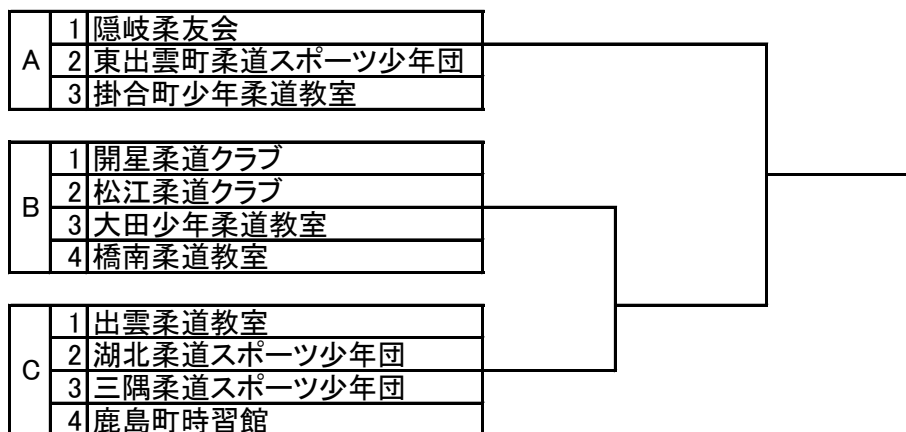 A
1 隠岐柔友会
2 東出雲町柔道スポーツ少年団
3 掛合町少年柔道教室
B
1 開星柔道クラブ
2 松江柔道クラブ
3 大田少年柔道教室
4 橋南柔道教室
C
1 出雲柔道教室
2 湖北柔道スポーツ少年団
3 三隅柔道スポーツ少年団
4 鹿島町時習館